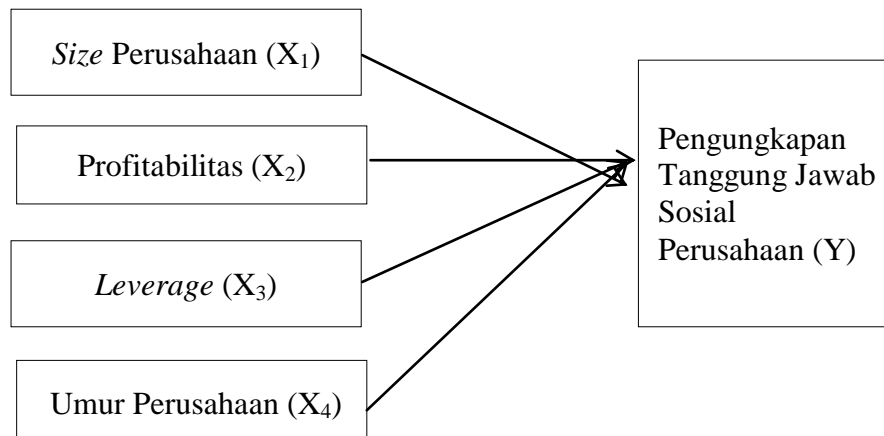 Size Perusahaan (X₁)
Profitabilitas (X₂)
Leverage (X₃)
Umur Perusahaan (X₄)
Pengungkapan
Tanggung Jawab
Sosial
Perusahaan (Y)